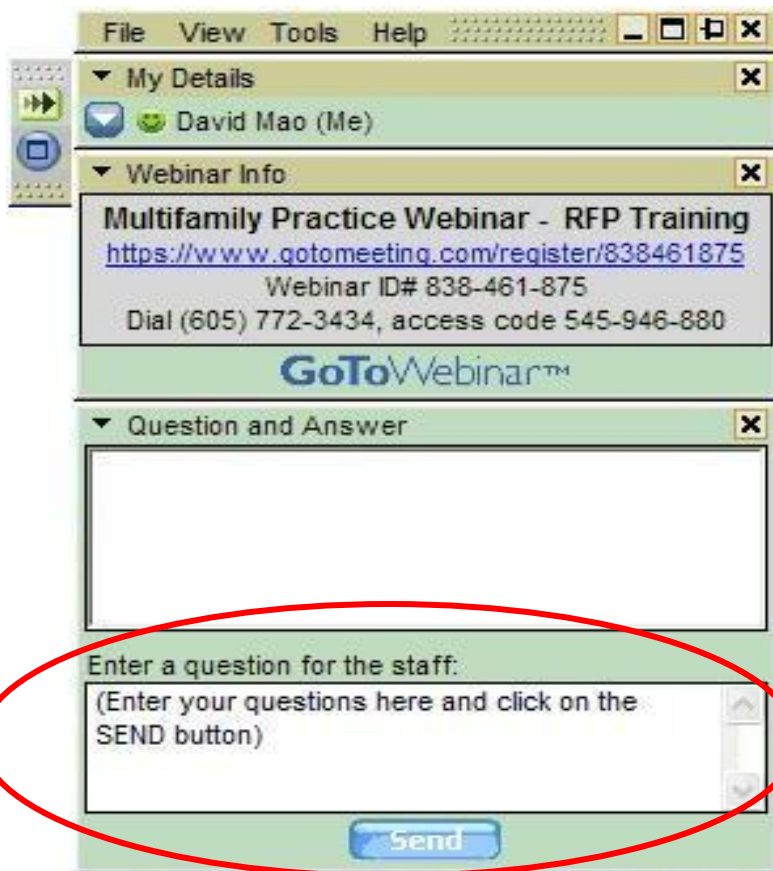 File View Tools Help
My Details
David Mao (Me)
Webinar Info
Multifamily Practice Webinar - RFP Training
https://www.gotomeeting.com/register/838461875
Webinar ID# 838-461-875
Dial (605) 772-3434, access code 545-946-880
GoToWebinar™
Question and Answer
Enter a question for the staff:
(Enter your questions here and click on the
SEND button)
Send